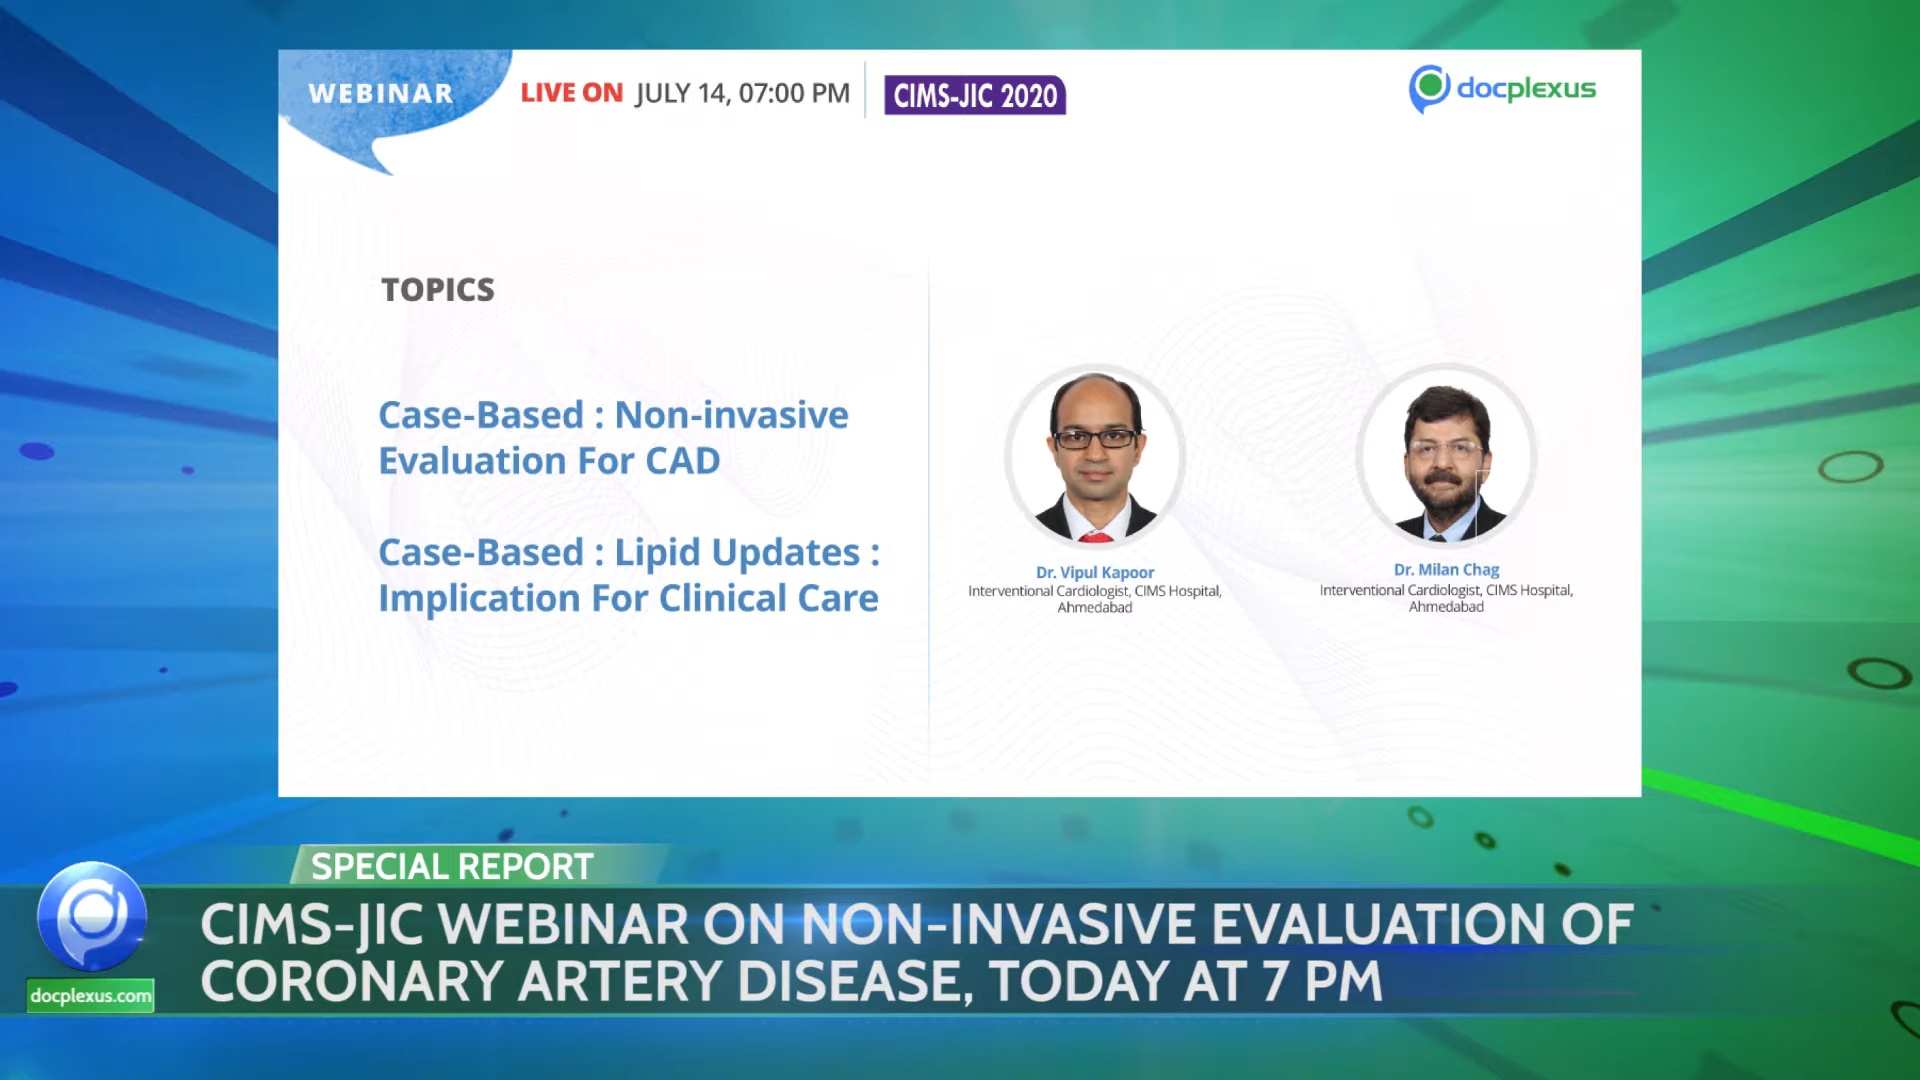 WEBINAR
LIVE ON JULY 14, 07:00 PM
CIMS-JIC 2020
docplexus
TOPICS
Case-Based : Non-invasive
Evaluation For CAD
Case-Based : Lipid Updates :
Implication For Clinical Care
Dr. Vipul Kapoor
Interventional Cardiologist, CIMS Hospital,
Ahmedabad
Dr. Milan Chag
Interventional Cardiologist, CIMS Hospital,
Ahmedabad
SPECIAL REPORT
CIMS-JIC WEBINAR ON NON-INVASIVE EVALUATION OF
CORONARY ARTERY DISEASE, TODAY AT 7 PM
docplexus.com